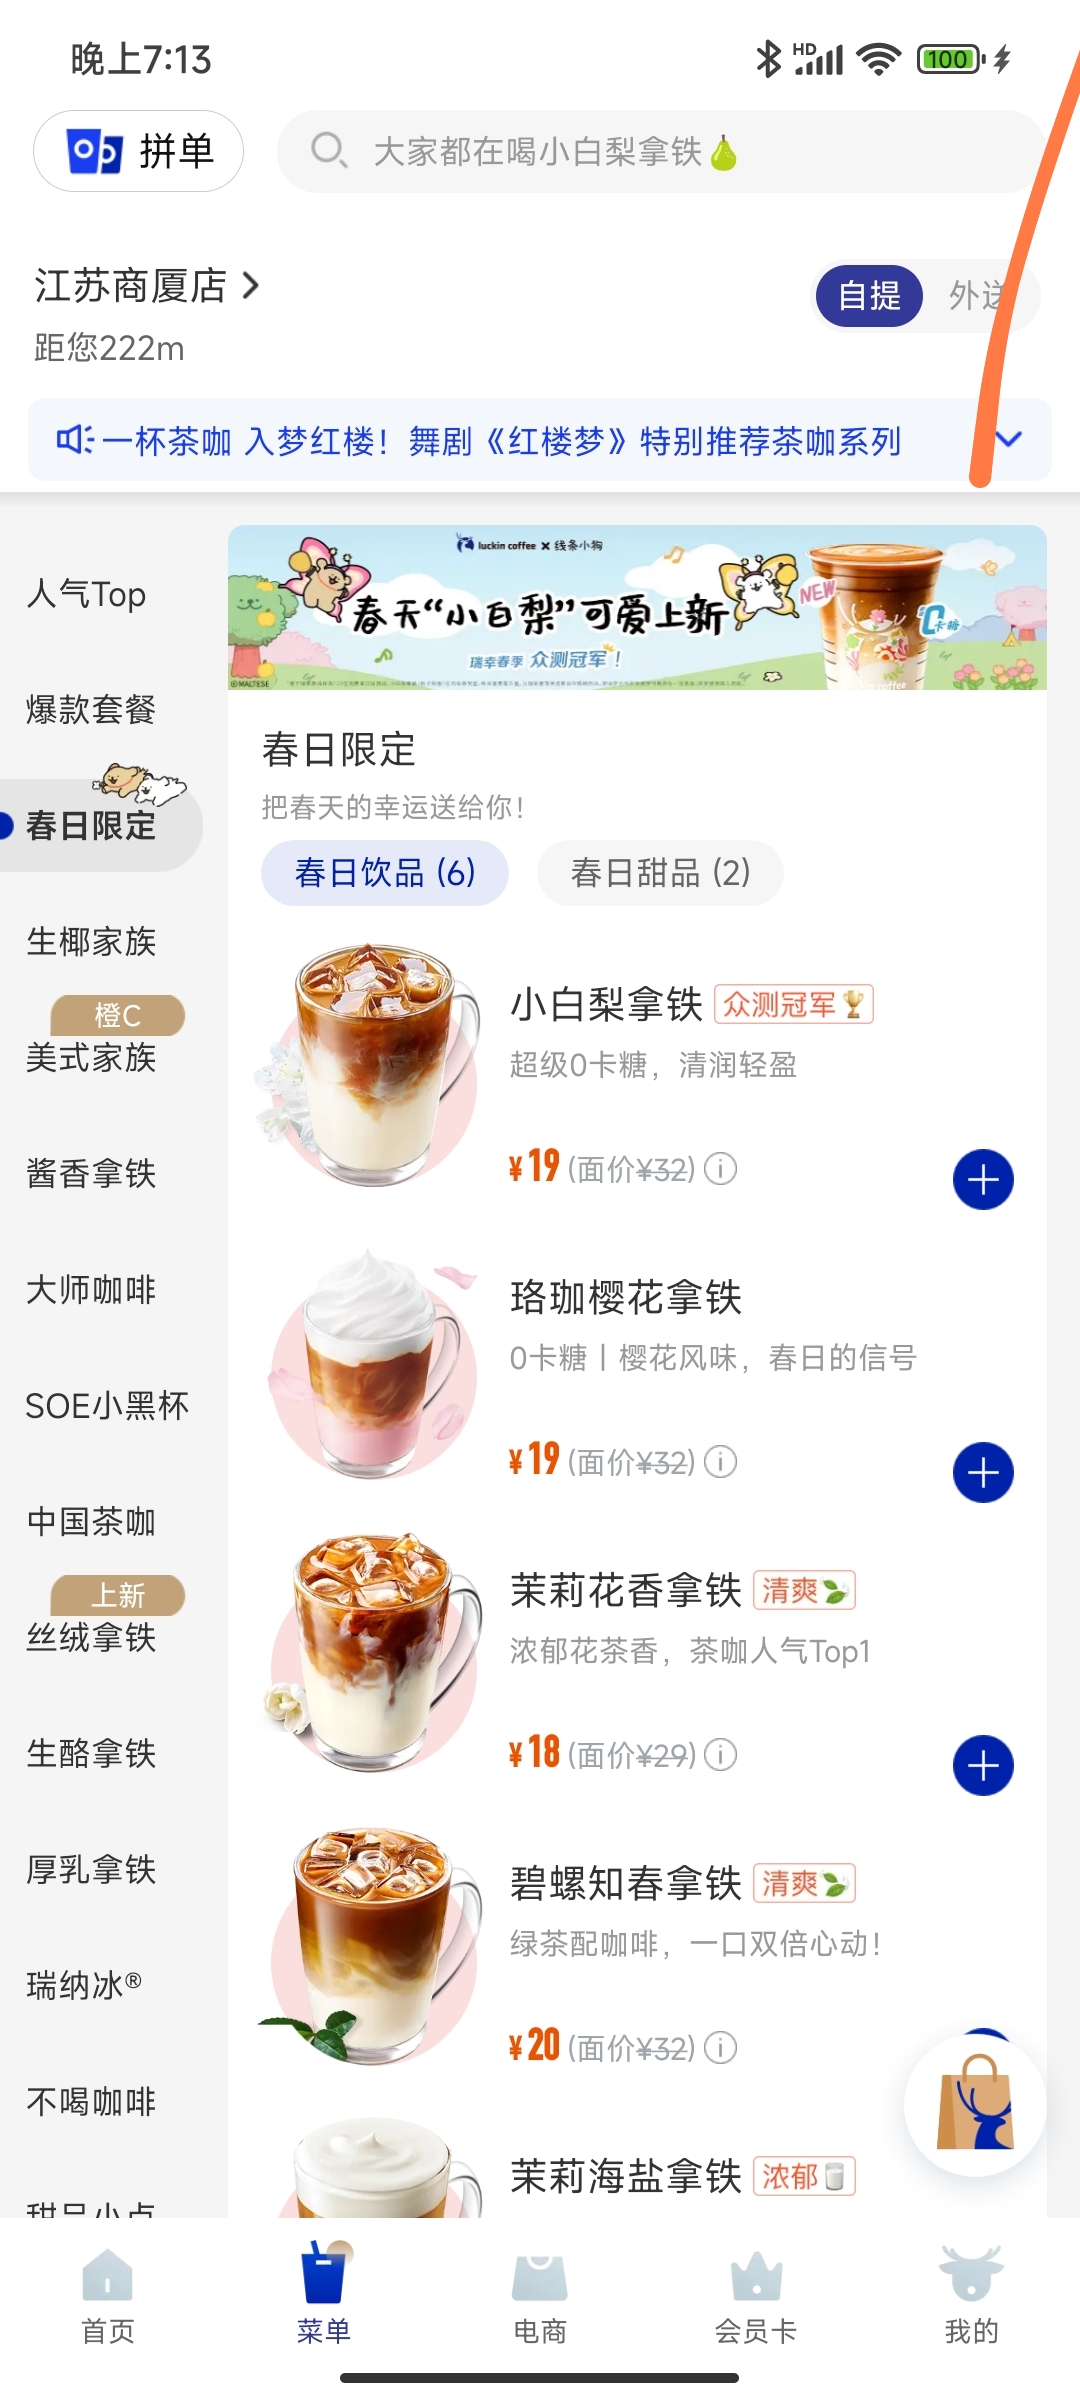 晚上7:13
HD
100
拼单
大家都在喝小白梨拿铁🍐
江苏商厦店
自提
距您222m
一杯茶咖 入梦红楼！舞剧《红楼梦》特别推荐茶咖系列
人气Top
爆款套餐
春日限定
生椰家族
橙C
美式家族
酱香拿铁
大师咖啡
SOE小黑杯
中国茶咖
上新
丝绒拿铁
生酪拿铁
厚乳拿铁
瑞纳冰®
不喝咖啡
luckin coffee × 线条小狗
春天“小白梨”可爱上新
NEW
0卡糖
瑞幸春季 众测冠军！
©MALTESE
春日限定
把春天的幸运送给你！
春日饮品 (6)
春日甜品 (2)
小白梨拿铁 众测冠军🏆
超级0卡糖，清润轻盈
¥19 (面价¥32)
珞珈樱花拿铁
0卡糖丨樱花风味，春日的信号
¥19 (面价¥32)
茉莉花香拿铁 清爽🍃
浓郁花茶香，茶咖人气Top1
¥18 (面价¥29)
碧螺知春拿铁 清爽🍃
绿茶配咖啡，一口双倍心动！
¥20 (面价¥32)
茉莉海盐拿铁 浓郁🥛
首页
菜单
电商
会员卡
我的